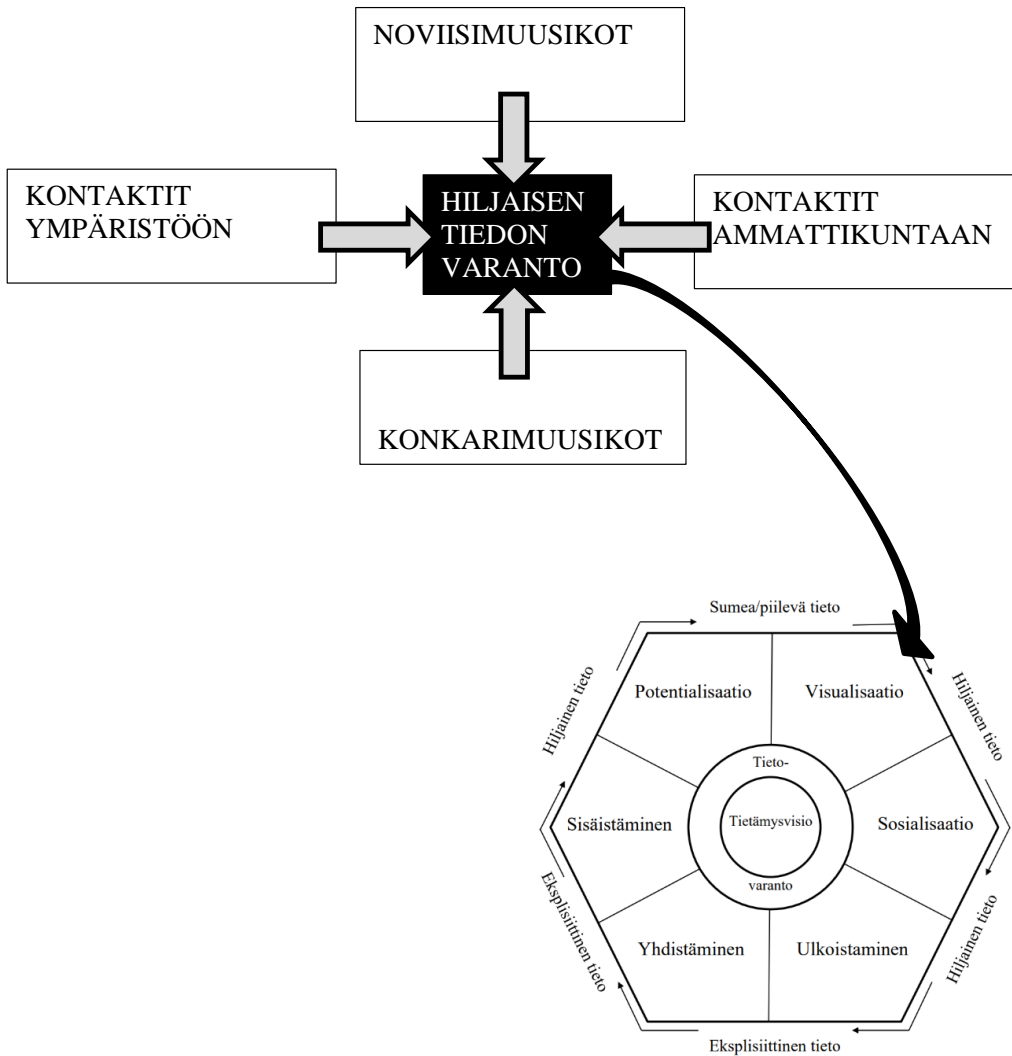 NOVIISIMUUSIKOT
KONTAKTIT
YMPÄRISTÖÖN
HILJAISEN
TIEDON
VARANTO
KONTAKTIT
AMMATTIKUNTAAN
KONKARIMUUSIKOT
Sumea/piilevä tieto
Hiljainen tieto
Potentialisaatio
Visualisaatio
Hiljainen tieto
Tieto-
Sisäistäminen
Tietämysvisio
Sosialisaatio
varanto
Eksplisiittinen tieto
Yhdistäminen
Ulkoistaminen
Hiljainen tieto
Eksplisiittinen tieto